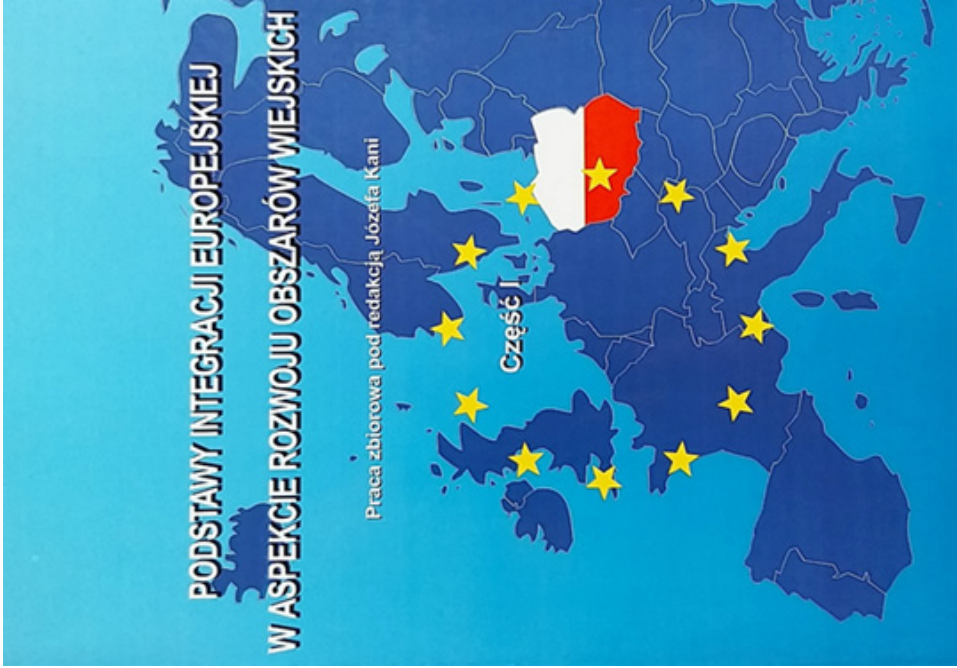 PODSTAWY INTEGRACJI EUROPEJSKIEJ
W ASPEKCIE ROZWOJU OBSZARÓW WIEJSKICH
Praca zbiorowa pod redakcją Józefa Kani
Część I